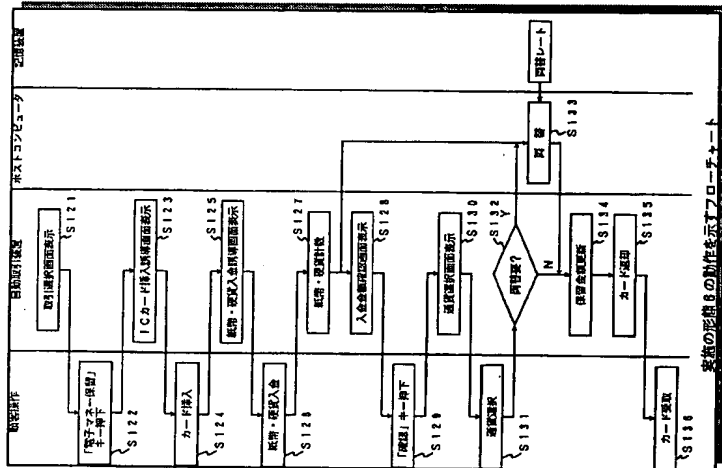 顧客操作
自動取引装置
ホストコンピュータ
記憶装置
取引選択画面表示
S121
「電子マネー保留」
キー押下
S122
ICカード挿入誘導画面表示
S123
カード挿入
S124
紙幣・硬貨入金誘導画面表示
S125
紙幣・硬貨入金
S126
紙幣・硬貨計数
S127
入金金額確認画面表示
S128
「確認」キー押下
S129
通貨選択画面表示
S130
通貨選択
S131
両替要?
S132
Y
N
両替
S133
両替レート
保留金額更新
S134
カード返却
S135
カード受取
S136
実施の形態6の動作を示すフローチャート